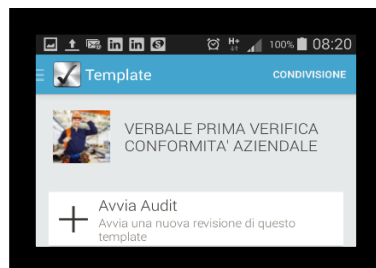 100% 08:20
Template CONDIVISIONE
VERBALE PRIMA VERIFICA
CONFORMITA' AZIENDALE
Avvia Audit
Avvia una nuova revisione di questo
template